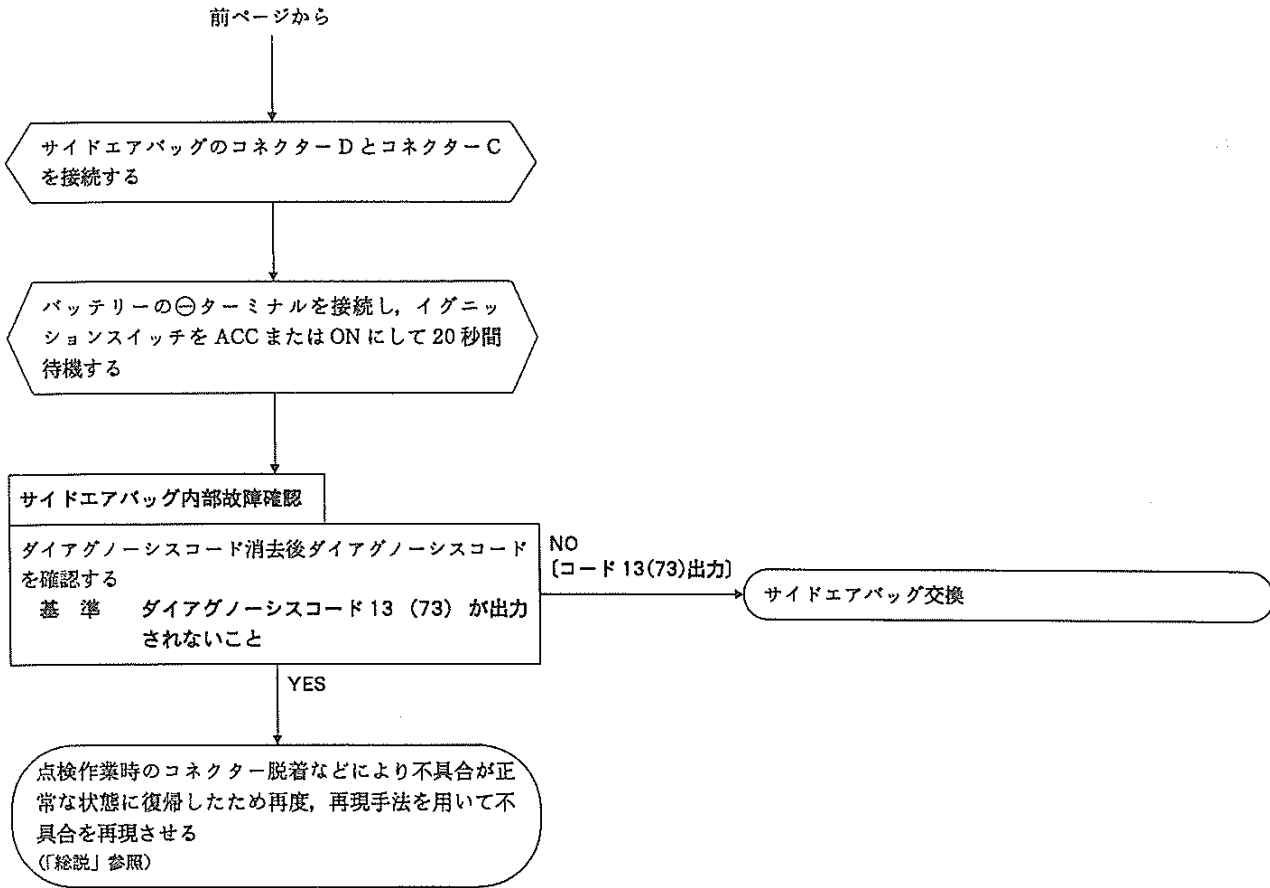 前ページから
サイドエアバッグのコネクターDとコネクターC
を接続する
バッテリーの⊖ターミナルを接続し，イグニッ
ションスイッチをACCまたはONにして20秒間
待機する
サイドエアバッグ内部故障確認
ダイアグノーシスコード消去後ダイアグノーシスコード
を確認する
基　準　ダイアグノーシスコード13 （73） が出力
されないこと
NO
〔コード13(73)出力〕
サイドエアバッグ交換
YES
点検作業時のコネクター脱着などにより不具合が正
常な状態に復帰したため再度，再現手法を用いて不
具合を再現させる
(「総説」参照)